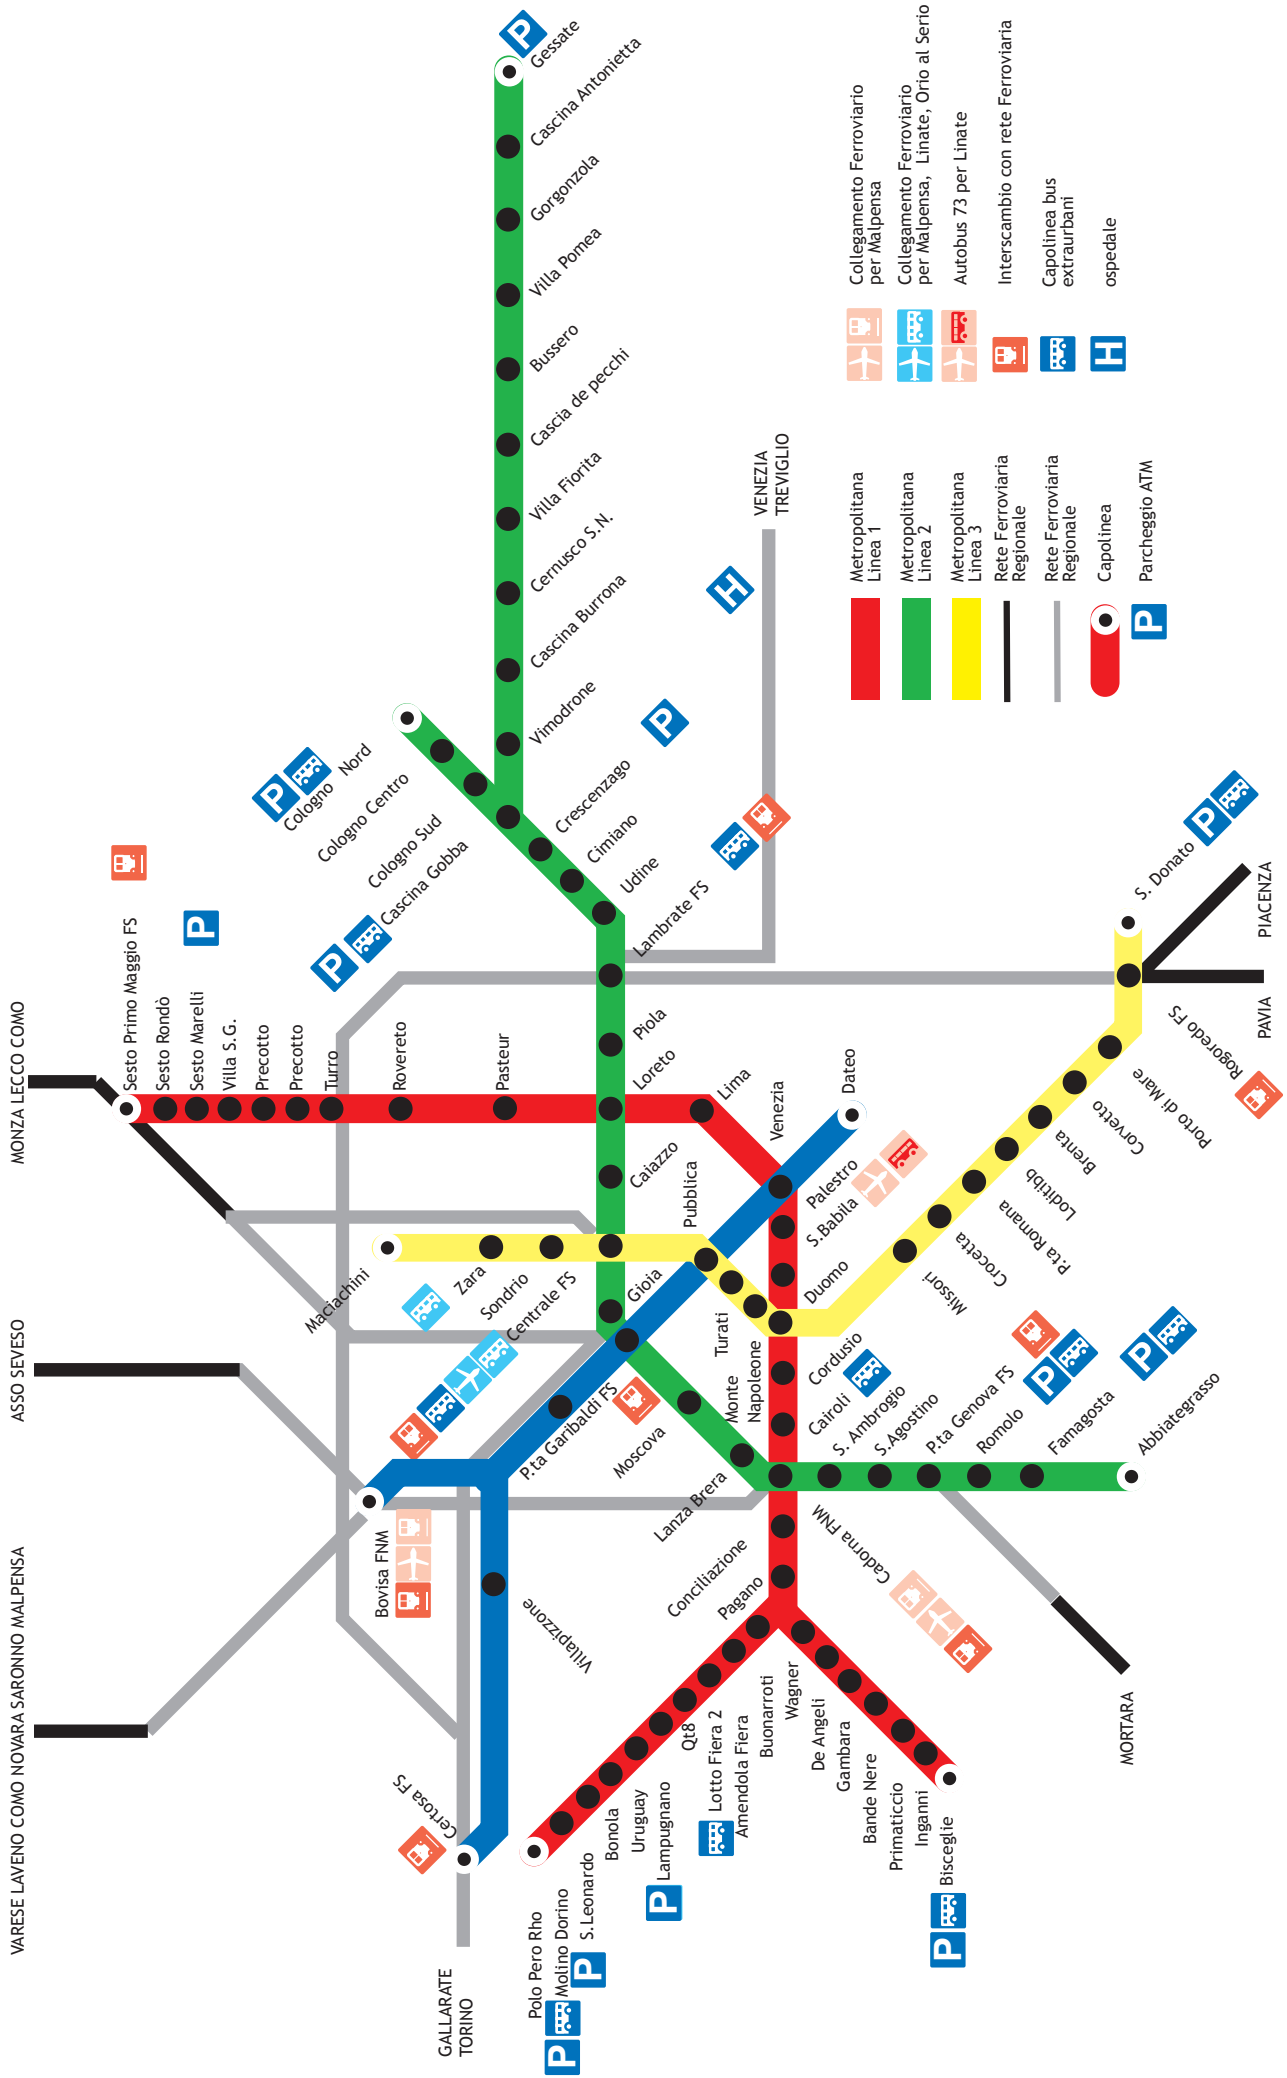 VARESE LAVENO COMO NOVARA SARONNO MALPENSA
ASSO SEVESO
MONZA LECCO COMO
Sesto Primo Maggio FS
P
Sesto Rondò
Sesto Marelli
Villa S.G.
Precotto
Precotto
Turro
Rovereto
Pasteur
Loreto
Lima
Venezia
Palestro
S.Babila
Duomo
Cordusio
Cairoli
Cadorna FNM
Conciliazione
Pagano
Buonarroti
Amendola Fiera
Lotto Fiera 2
Qt8
Lampugnano
P
Uruguay
Bonola
S.Leonardo
P
Molino Dorino
P
Polo Pero Rho
Wagner
De Angeli
Gambara
Bande Nere
Primaticcio
Inganni
Bisceglie
P
P
Gessate
Cascina Antonietta
Gorgonzola
Villa Pomea
Bussero
Cascia de pecchi
Villa Fiorita
Cernusco S.N.
Cascina Burrona
Vimodrone
P
Cologno Nord
Cologno Centro
Cologno Sud
P
Cascina Gobba
Crescenzago
P
Cimiano
Udine
Lambrate FS
Piola
Caiazzo
Centrale FS
Gioia
P.ta Garibaldi FS
Moscova
Lanza Brera
S. Ambrogio
S.Agostino
P.ta Genova FS
Romolo
P
Famagosta
P
Abbiategrasso
Maciachini
Zara
Sondrio
Pubblica
Turati
Monte
Napoleone
Missori
Crocetta
P.ta Romana
Loditibb
Brenta
Corvetto
Porto di Mare
Rogoredo FS
S. Donato
P
Dateo
Bovisa FNM
Villapizzone
Certosa FS
GALLARATE
TORINO
MORTARA
PAVIA
PIACENZA
VENEZIA
TREVIGLIO
H
Metropolitana
Linea 1
Metropolitana
Linea 2
Metropolitana
Linea 3
Rete Ferroviaria
Regionale
Rete Ferroviaria
Regionale
Capolinea
P
Parcheggio ATM
Collegamento Ferroviario
per Malpensa
Collegamento Ferroviario
per Malpensa, Linate, Orio al Serio
Autobus 73 per Linate
Interscambio con rete Ferroviaria
Capolinea bus
extraurbani
H
ospedale